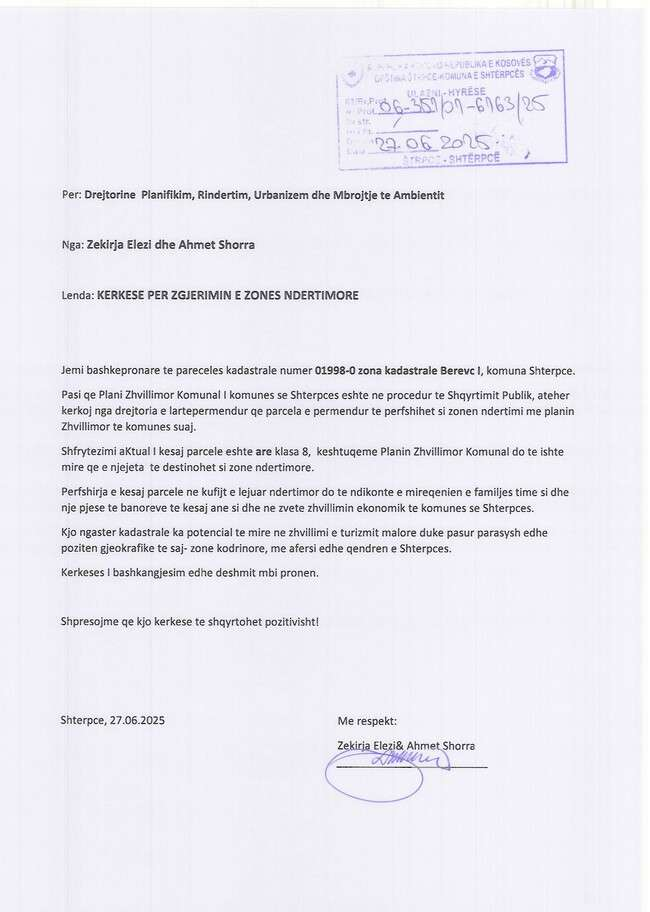 REPUBLIKA E KOSOVËS
OPŠTINA ŠTRPCE-KOMUNA E SHTËRPCËS
ULAZNI - HYRËSE
06-351/01-6163/25
27.06.2025
ŠTRPCE - SHTËRPCË
Per: Drejtorine Planifikim, Rindertim, Urbanizem dhe Mbrojtje te Ambientit
Nga: Zekirja Elezi dhe Ahmet Shorra
Lenda: KERKESE PER ZGJERIMIN E ZONES NDERTIMORE
Jemi bashkepronare te pareceles kadastrale numer 01998-0 zona kadastrale Berevc I, komuna Shterpce.
Pasi qe Plani Zhvillimor Komunal I komunes se Shterpces eshte ne procedur te Shqyrtimit Publik, ateher
kerkoj nga drejtoria e lartepermendur qe parcela e permendur te perfshihet si zonen ndertimi me planin
Zhvillimor te komunes suaj.
Shfrytezimi aKtual I kesaj parcele eshte are klasa 8, keshtuqeme Planin Zhvillimor Komunal do te ishte
mire qe e njejeta te destinohet si zone ndertimore.
Perfshirja e kesaj parcele ne kufijt e lejuar ndertimor do te ndikonte e mireqenien e familjes time si dhe
nje pjese te banoreve te kesaj ane si dhe ne zvete zhvillimin ekonomik te komunes se Shterpces.
Kjo ngaster kadastrale ka potencial te mire ne zhvillimi e turizmit malore duke pasur parasysh edhe
poziten gjeokrafike te saj- zone kodrinore, me afersi edhe qendren e Shterpces.
Kerkeses I bashkangjesim edhe deshmit mbi pronen.
Shpresojme qe kjo kerkese te shqyrtohet pozitivisht!
Shterpce, 27.06.2025
Me respekt:
Zekirja Elezi& Ahmet Shorra